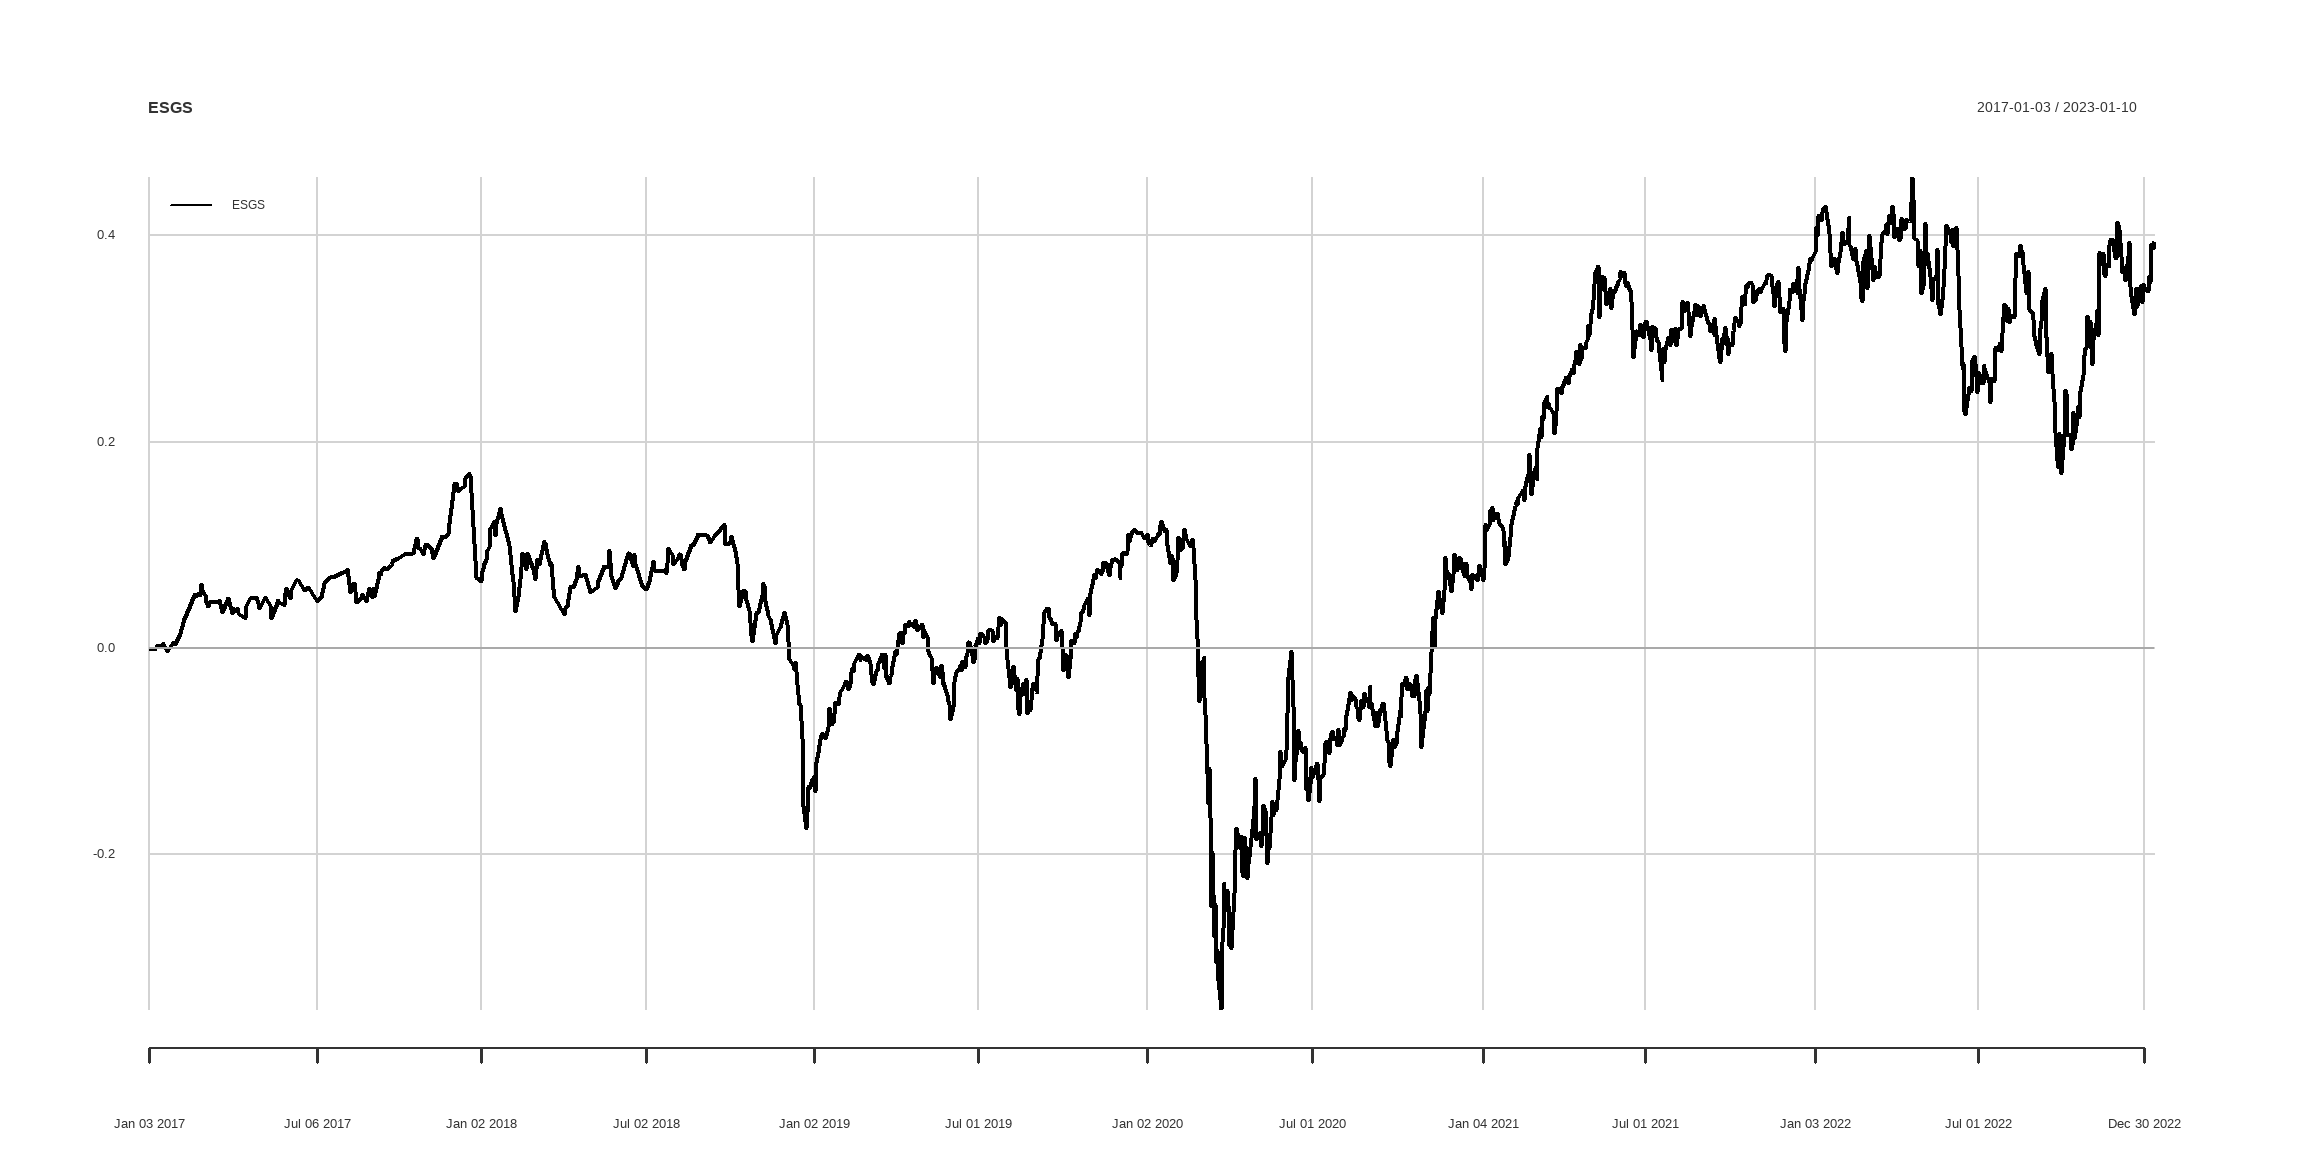 ESGS
2017-01-03 / 2023-01-10
ESGS
0.4
0.2
0.0
-0.2
Jan 03 2017
Jul 06 2017
Jan 02 2018
Jul 02 2018
Jan 02 2019
Jul 01 2019
Jan 02 2020
Jul 01 2020
Jan 04 2021
Jul 01 2021
Jan 03 2022
Jul 01 2022
Dec 30 2022